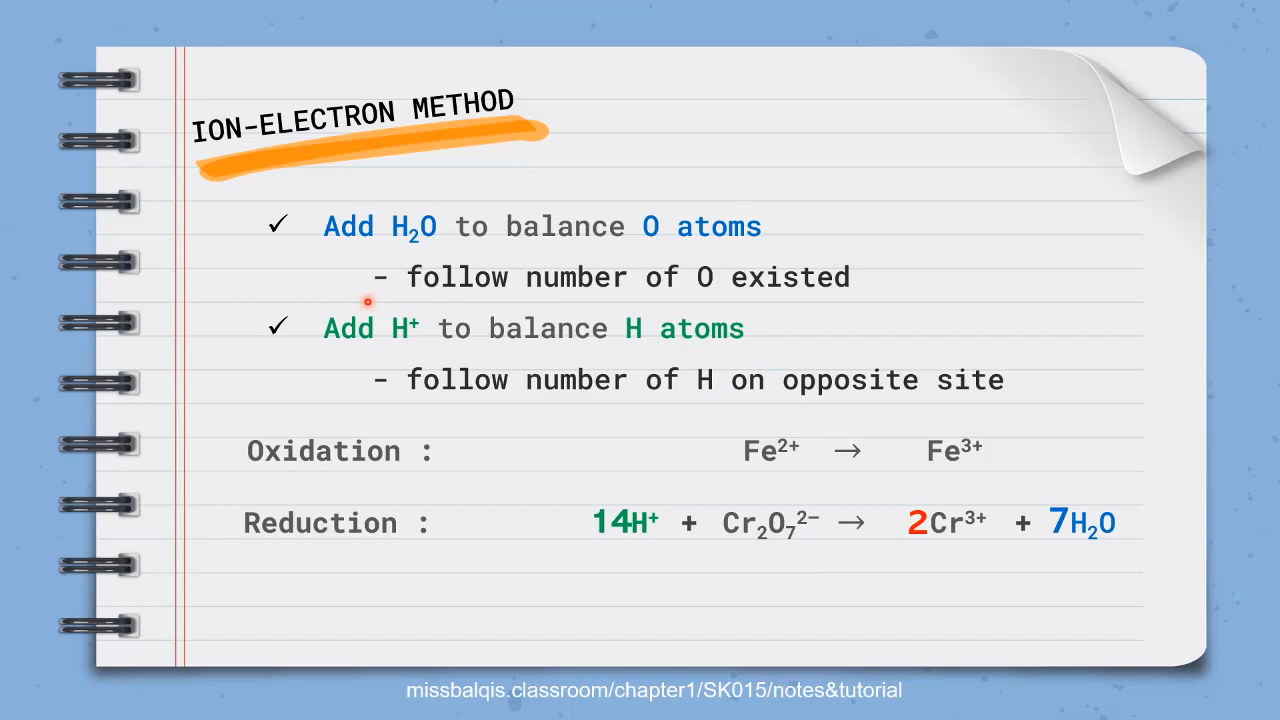 ION-ELECTRON METHOD
✓ Add H₂O to balance O atoms
- follow number of O existed
✓ Add H⁺ to balance H atoms
- follow number of H on opposite site
Oxidation : Fe²⁺ → Fe³⁺
Reduction : 14H⁺ + Cr₂O₇²⁻ → 2Cr³⁺ + 7H₂O
missbalqis.classroom/chapter1/SK015/notes&tutorial